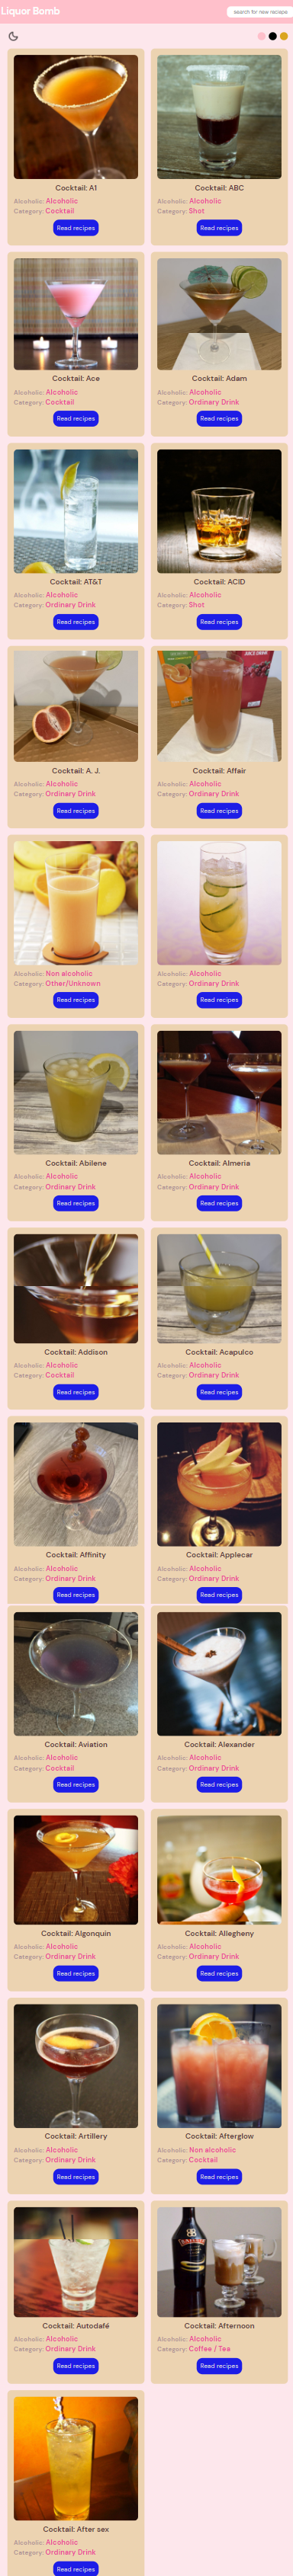 Liquor Bomb
search for new recispe
Cocktail: A1
Alcoholic: Alcoholic
Category: Cocktail
Read recipes
Cocktail: ABC
Alcoholic: Alcoholic
Category: Shot
Read recipes
Cocktail: Ace
Alcoholic: Alcoholic
Category: Cocktail
Read recipes
Cocktail: Adam
Alcoholic: Alcoholic
Category: Ordinary Drink
Read recipes
Cocktail: AT&T
Alcoholic: Alcoholic
Category: Ordinary Drink
Read recipes
Cocktail: ACID
Alcoholic: Alcoholic
Category: Shot
Read recipes
Cocktail: A. J.
Alcoholic: Alcoholic
Category: Ordinary Drink
Read recipes
Cocktail: Affair
Alcoholic: Alcoholic
Category: Ordinary Drink
Read recipes
Alcoholic: Non alcoholic
Category: Other/Unknown
Read recipes
Alcoholic: Alcoholic
Category: Ordinary Drink
Read recipes
Cocktail: Abilene
Alcoholic: Alcoholic
Category: Ordinary Drink
Read recipes
Cocktail: Almeria
Alcoholic: Alcoholic
Category: Ordinary Drink
Read recipes
Cocktail: Addison
Alcoholic: Alcoholic
Category: Cocktail
Read recipes
Cocktail: Acapulco
Alcoholic: Alcoholic
Category: Ordinary Drink
Read recipes
Cocktail: Affinity
Alcoholic: Alcoholic
Category: Ordinary Drink
Read recipes
Cocktail: Applecar
Alcoholic: Alcoholic
Category: Ordinary Drink
Read recipes
Cocktail: Aviation
Alcoholic: Alcoholic
Category: Cocktail
Read recipes
Cocktail: Alexander
Alcoholic: Alcoholic
Category: Ordinary Drink
Read recipes
Cocktail: Algonquin
Alcoholic: Alcoholic
Category: Ordinary Drink
Read recipes
Cocktail: Allegheny
Alcoholic: Alcoholic
Category: Ordinary Drink
Read recipes
Cocktail: Artillery
Alcoholic: Alcoholic
Category: Ordinary Drink
Read recipes
Cocktail: Afterglow
Alcoholic: Non alcoholic
Category: Cocktail
Read recipes
Cocktail: Autodafé
Alcoholic: Alcoholic
Category: Ordinary Drink
Read recipes
Cocktail: Afternoon
Alcoholic: Alcoholic
Category: Coffee / Tea
Read recipes
Cocktail: After sex
Alcoholic: Alcoholic
Category: Ordinary Drink
Read recipes